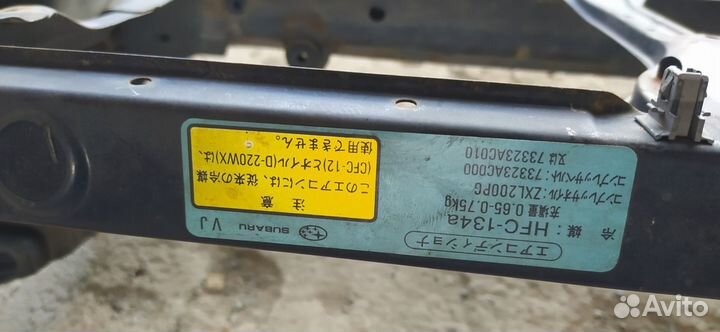 エアコンディショナ
冷 媒: HFC-134a
充填量 0.65-0.75kg
コンプレッサオイル: ZXL200PG
コンプレッサベルト: 73323AC000
又は 73323AC010
SUBARU
VJ
注 意
このエアコンには、従来の冷媒
(CFC-12)とオイル(D-220WX)は、
使用できません。
Avito